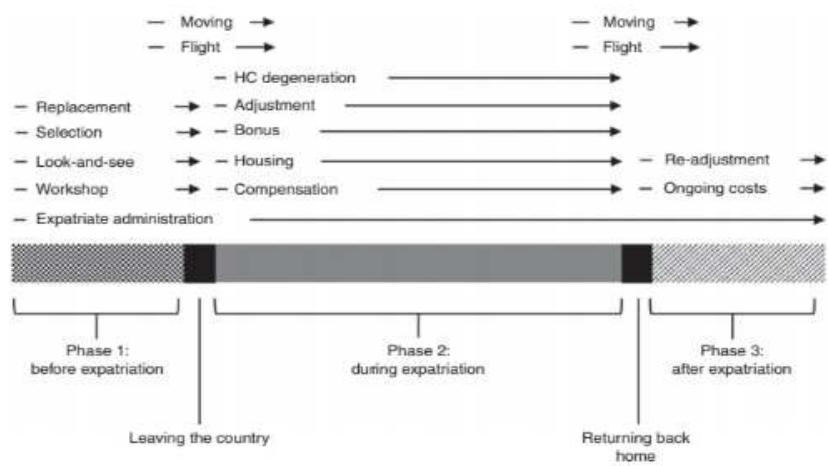 Moving
Moving
Flight
Flight
HC degeneration
Replacement
Adjustment
Selection
Bonus
Look-and-see
Housing
Re-adjustment
Workshop
Compensation
Ongoing costs
Expatriate administration
Phase 1:
before expatriation
Phase 2:
during expatriation
Phase 3:
after expatriation
Leaving the country
Returning back
home